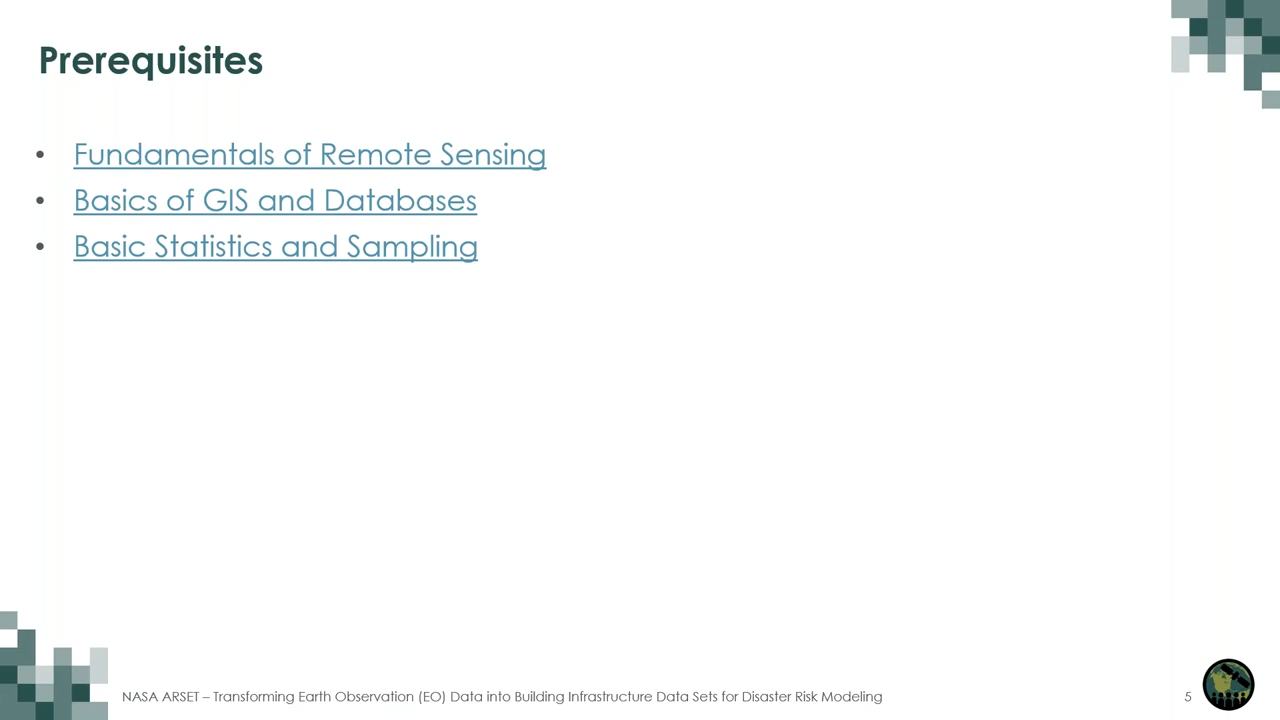 Prerequisites
• Fundamentals of Remote Sensing
• Basics of GIS and Databases
• Basic Statistics and Sampling
NASA ARSET – Transforming Earth Observation (EO) Data into Building Infrastructure Data Sets for Disaster Risk Modeling
5